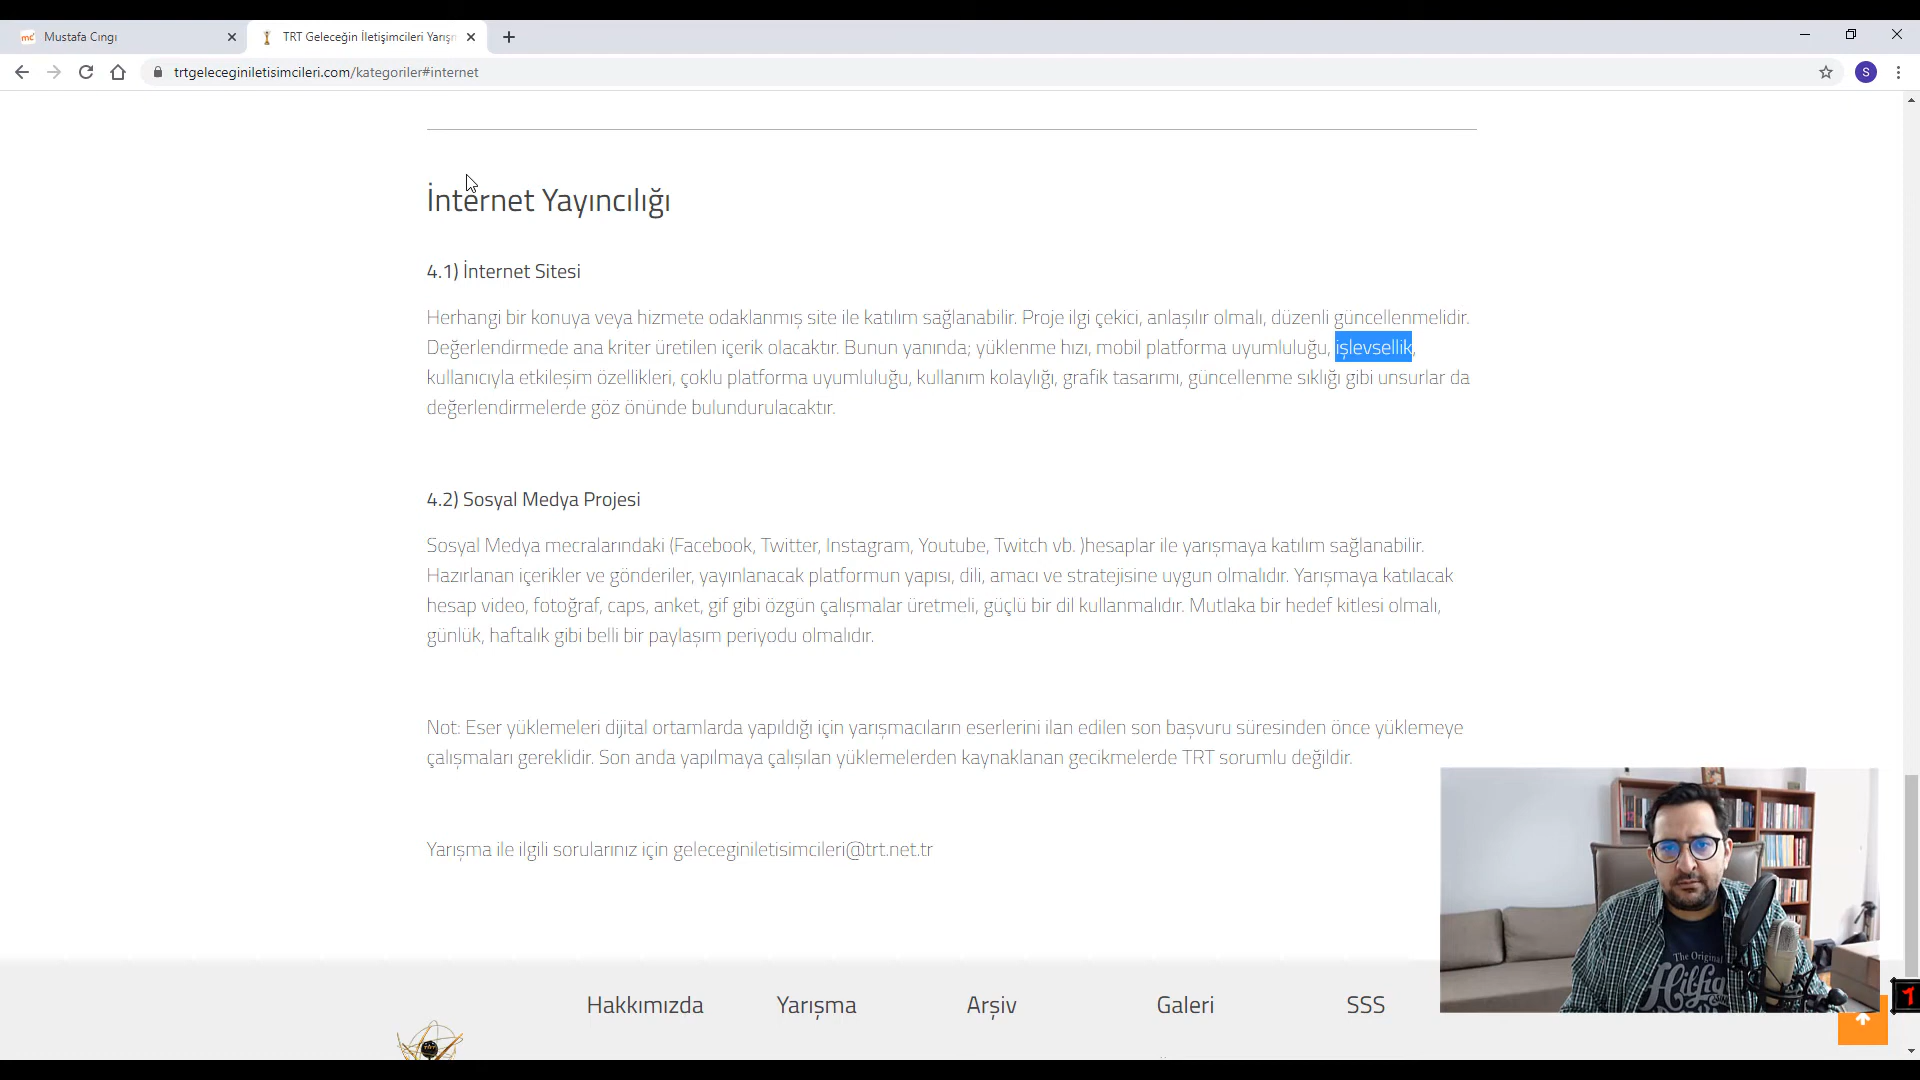 Mustafa Cıngı
TRT Geleceğin İletişimcileri Yarışm
trtgeleceginiletisimcileri.com/kategoriler#internet
S
İnternet Yayıncılığı
4.1) İnternet Sitesi
Herhangi bir konuya veya hizmete odaklanmış site ile katılım sağlanabilir. Proje ilgi çekici, anlaşılır olmalı, düzenli güncellenmelidir.
Değerlendirmede ana kriter üretilen içerik olacaktır. Bunun yanında; yüklenme hızı, mobil platforma uyumluluğu, işlevsellik,
kullanıcıyla etkileşim özellikleri, çoklu platforma uyumluluğu, kullanım kolaylığı, grafik tasarımı, güncellenme sıklığı gibi unsurlar da
değerlendirmelerde göz önünde bulundurulacaktır.
4.2) Sosyal Medya Projesi
Sosyal Medya mecralarındaki (Facebook, Twitter, Instagram, Youtube, Twitch vb. )hesaplar ile yarışmaya katılım sağlanabilir.
Hazırlanan içerikler ve gönderiler, yayınlanacak platformun yapısı, dili, amacı ve stratejisine uygun olmalıdır. Yarışmaya katılacak
hesap video, fotoğraf, caps, anket, gif gibi özgün çalışmalar üretmeli, güçlü bir dil kullanmalıdır. Mutlaka bir hedef kitlesi olmalı,
günlük, haftalık gibi belli bir paylaşım periyodu olmalıdır.
Not: Eser yüklemeleri dijital ortamlarda yapıldığı için yarışmacıların eserlerini ilan edilen son başvuru süresinden önce yüklemeye
çalışmaları gereklidir. Son anda yapılmaya çalışılan yüklemelerden kaynaklanan gecikmelerde TRT sorumlu değildir.
Yarışma ile ilgili sorularınız için geleceginiletisimcileri@trt.net.tr
The Original
Hilfig
Hakkımızda
Yarışma
Arşiv
Galeri
SSS